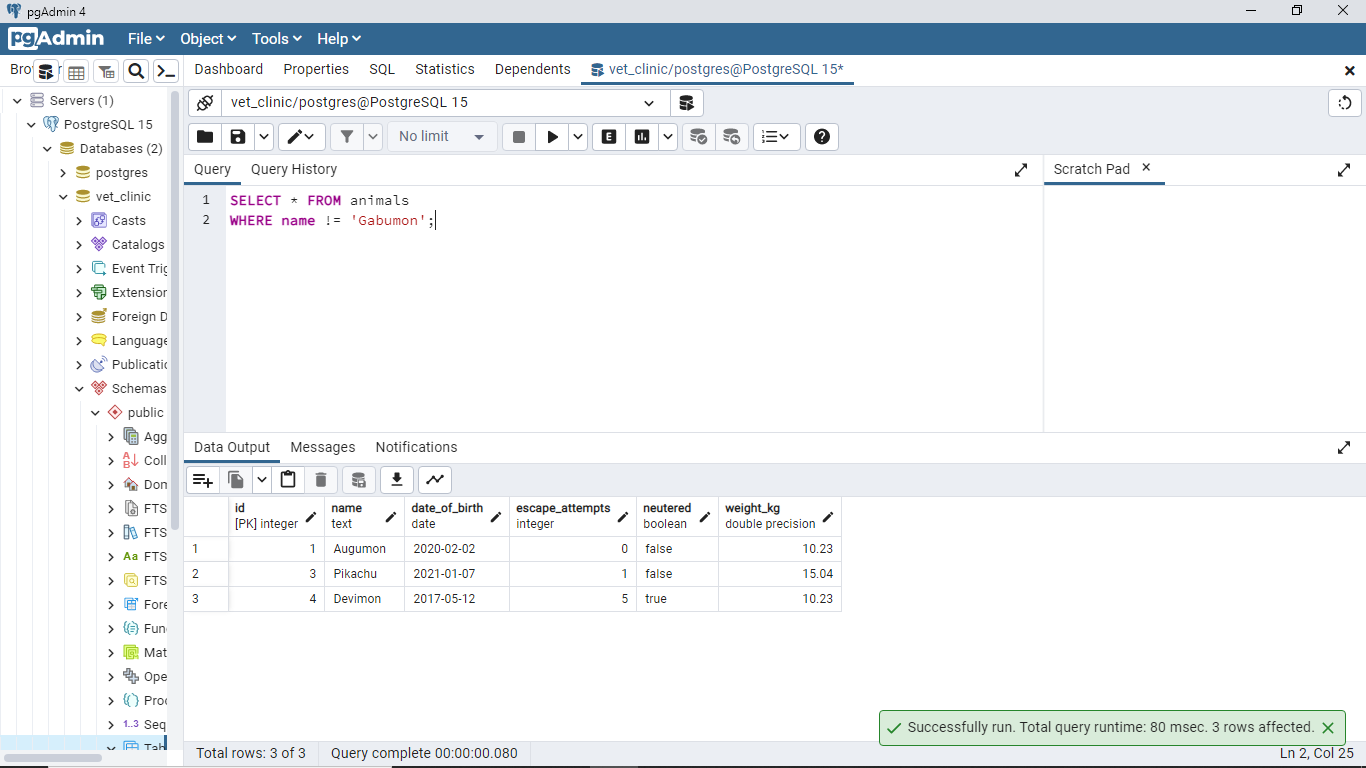 pgAdmin 4
pgAdmin
File Object Tools Help
Dashboard Properties SQL Statistics Dependents vet_clinic/postgres@PostgreSQL 15*
Servers (1)
PostgreSQL 15
Databases (2)
postgres
vet_clinic
Casts
Catalogs
Event Trig
Extension
Foreign D
Language
Publicatio
Schemas
public
Agg
Coll
Dom
FTS
FTS
Aa FTS
FTS
Fore
Fun
Mat
Ope
Proc
1..3 Seq
Tab
vet_clinic/postgres@PostgreSQL 15
No limit
E
Query Query History
Scratch Pad
1 SELECT * FROM animals
2 WHERE name != 'Gabumon';
Data Output Messages Notifications
id name date_of_birth escape_attempts neutered weight_kg
[PK] integer text date integer boolean double precision
1 1 Augumon 2020-02-02 0 false 10.23
2 3 Pikachu 2021-01-07 1 false 15.04
3 4 Devimon 2017-05-12 5 true 10.23
Successfully run. Total query runtime: 80 msec. 3 rows affected.
Total rows: 3 of 3 Query complete 00:00:00.080 Ln 2, Col 25